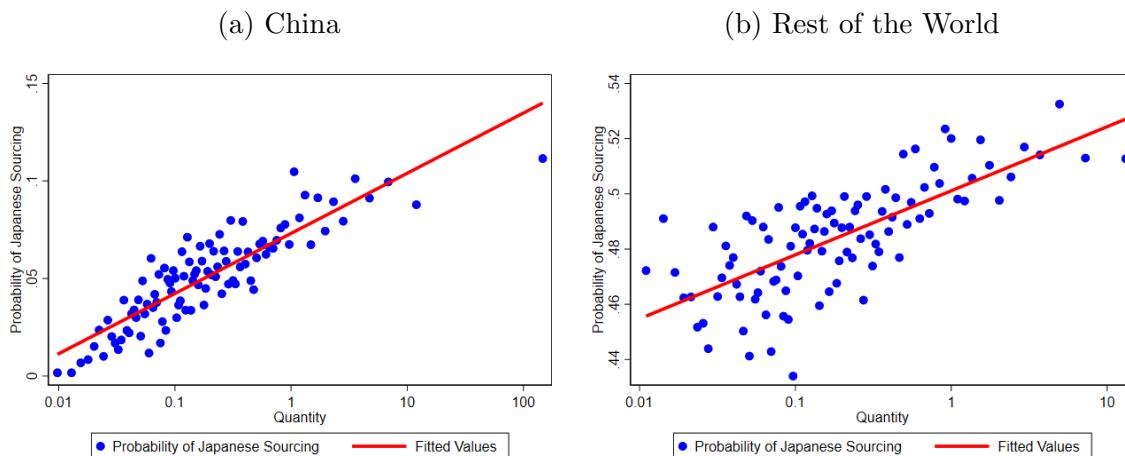 (a) China
(b) Rest of the World
Probability of Japanese Sourcing
.15
.1
.05
0
0.01 0.1 1 10 100
Quantity
Probability of Japanese Sourcing Fitted Values
Probability of Japanese Sourcing
.54
.52
.5
.48
.46
.44
0.01 0.1 1 10
Quantity
Probability of Japanese Sourcing Fitted Values